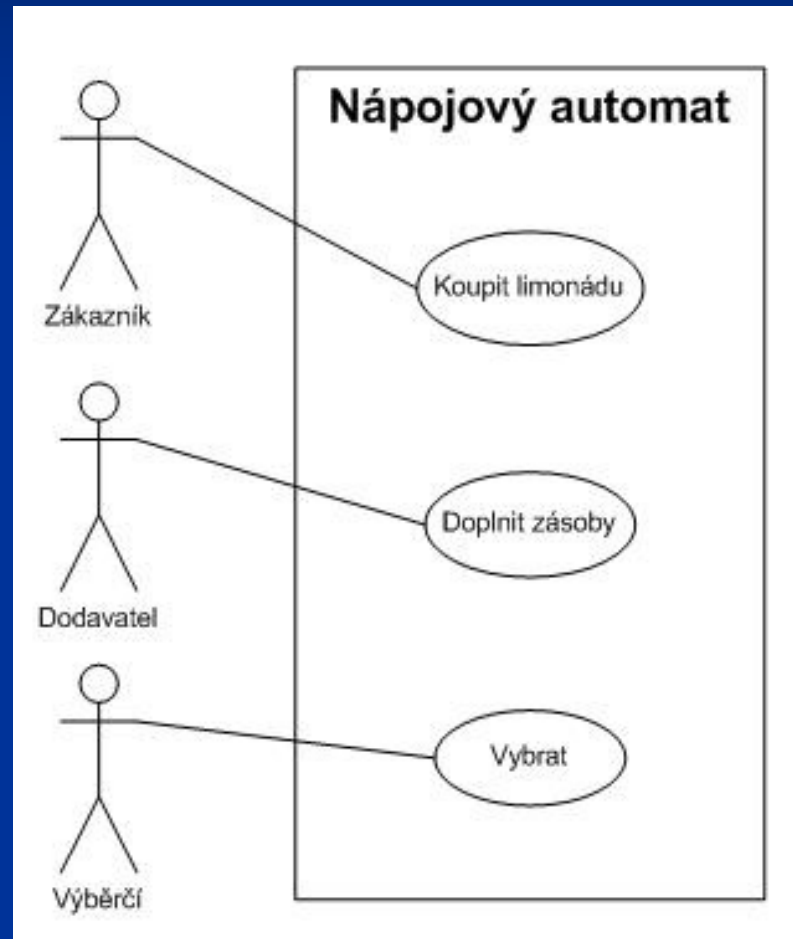 Nápojový automat
Koupit limonádu
Zákazník
Doplnit zásoby
Dodavatel
Vybrat
Výběrčí